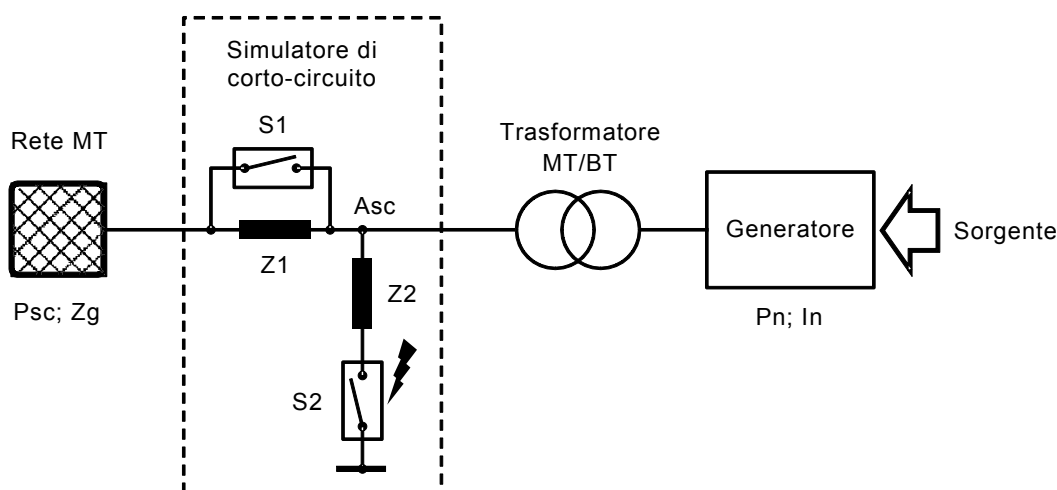 Simulatore di
corto-circuito
Rete MT
S1
Trasformatore
MT/BT
Asc
Generatore
Sorgente
Z1
Z2
Psc; Zg
Pn; In
S2